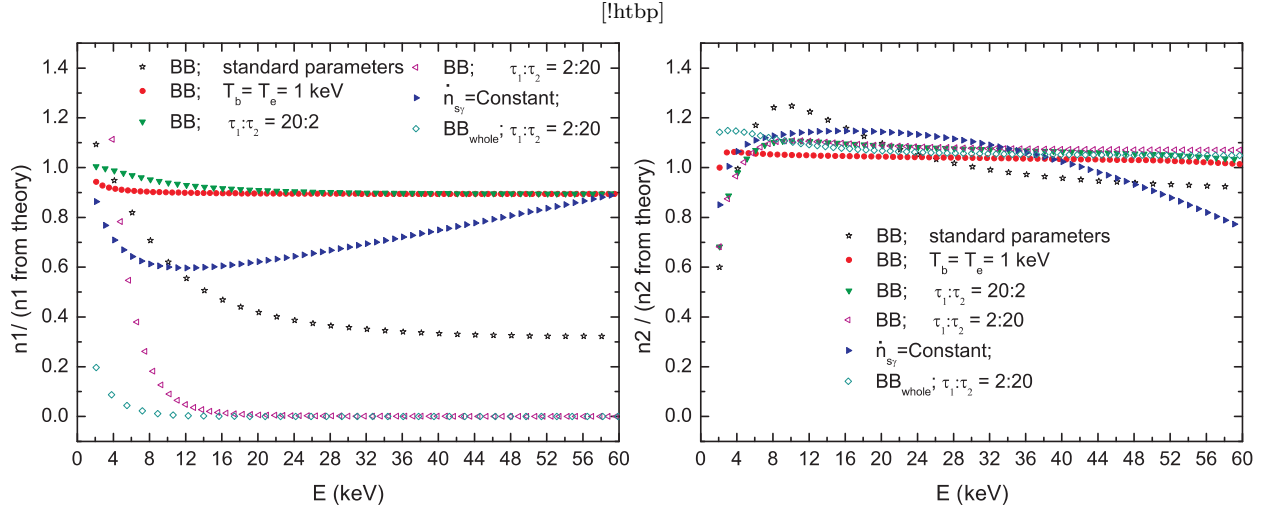 [!htbp]
n1/ (n1 from theory)
1.4
1.2
1.0
0.8
0.6
0.4
0.2
0.0
BB; standard parameters
BB; T_b= T_e= 1 keV
BB; τ_1:τ_2 = 20:2
BB; τ_1:τ_2 = 2:20
ṅ_sγ=Constant;
BB_whole; τ_1:τ_2 = 2:20
0 4 8 12 16 20 24 28 32 36 40 44 48 52 56 60
E (keV)
n2 / (n2 from theory)
1.4
1.2
1.0
0.8
0.6
0.4
0.2
0.0
BB; standard parameters
BB; T_b= T_e= 1 keV
BB; τ_1:τ_2 = 20:2
BB; τ_1:τ_2 = 2:20
ṅ_sγ=Constant;
BB_whole; τ_1:τ_2 = 2:20
0 4 8 12 16 20 24 28 32 36 40 44 48 52 56 60
E (keV)